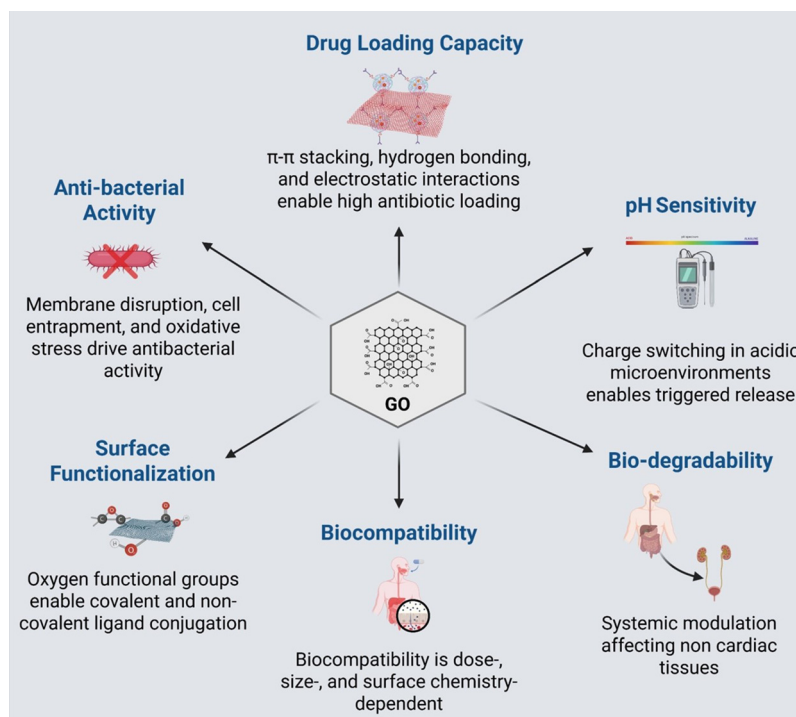 Drug Loading Capacity
π-π stacking, hydrogen bonding,
and electrostatic interactions
enable high antibiotic loading
Anti-bacterial
Activity
Membrane disruption, cell
entrapment, and oxidative
stress drive antibacterial
activity
pH Sensitivity
Charge switching in acidic
microenvironments
enables triggered release
GO
Surface
Functionalization
Oxygen functional groups
enable covalent and non-
covalent ligand conjugation
Biocompatibility
Biocompatibility is dose-,
size-, and surface chemistry-
dependent
Bio-degradability
Systemic modulation
affecting non cardiac
tissues